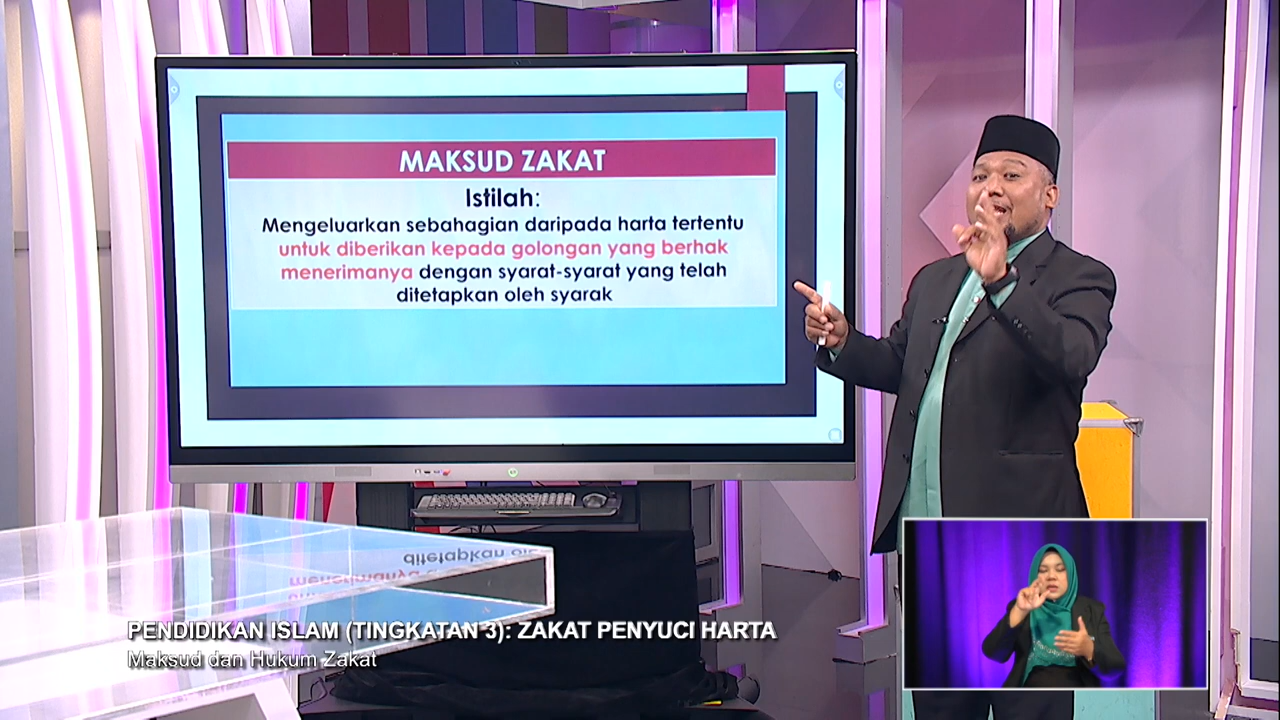 MAKSUD ZAKAT
Istilah:
Mengeluarkan sebahagian daripada harta tertentu
untuk diberikan kepada golongan yang berhak
menerimanya dengan syarat-syarat yang telah
ditetapkan oleh syarak
PENDIDIKAN ISLAM (TINGKATAN 3): ZAKAT PENYUCI HARTA
Maksud dan Hukum Zakat